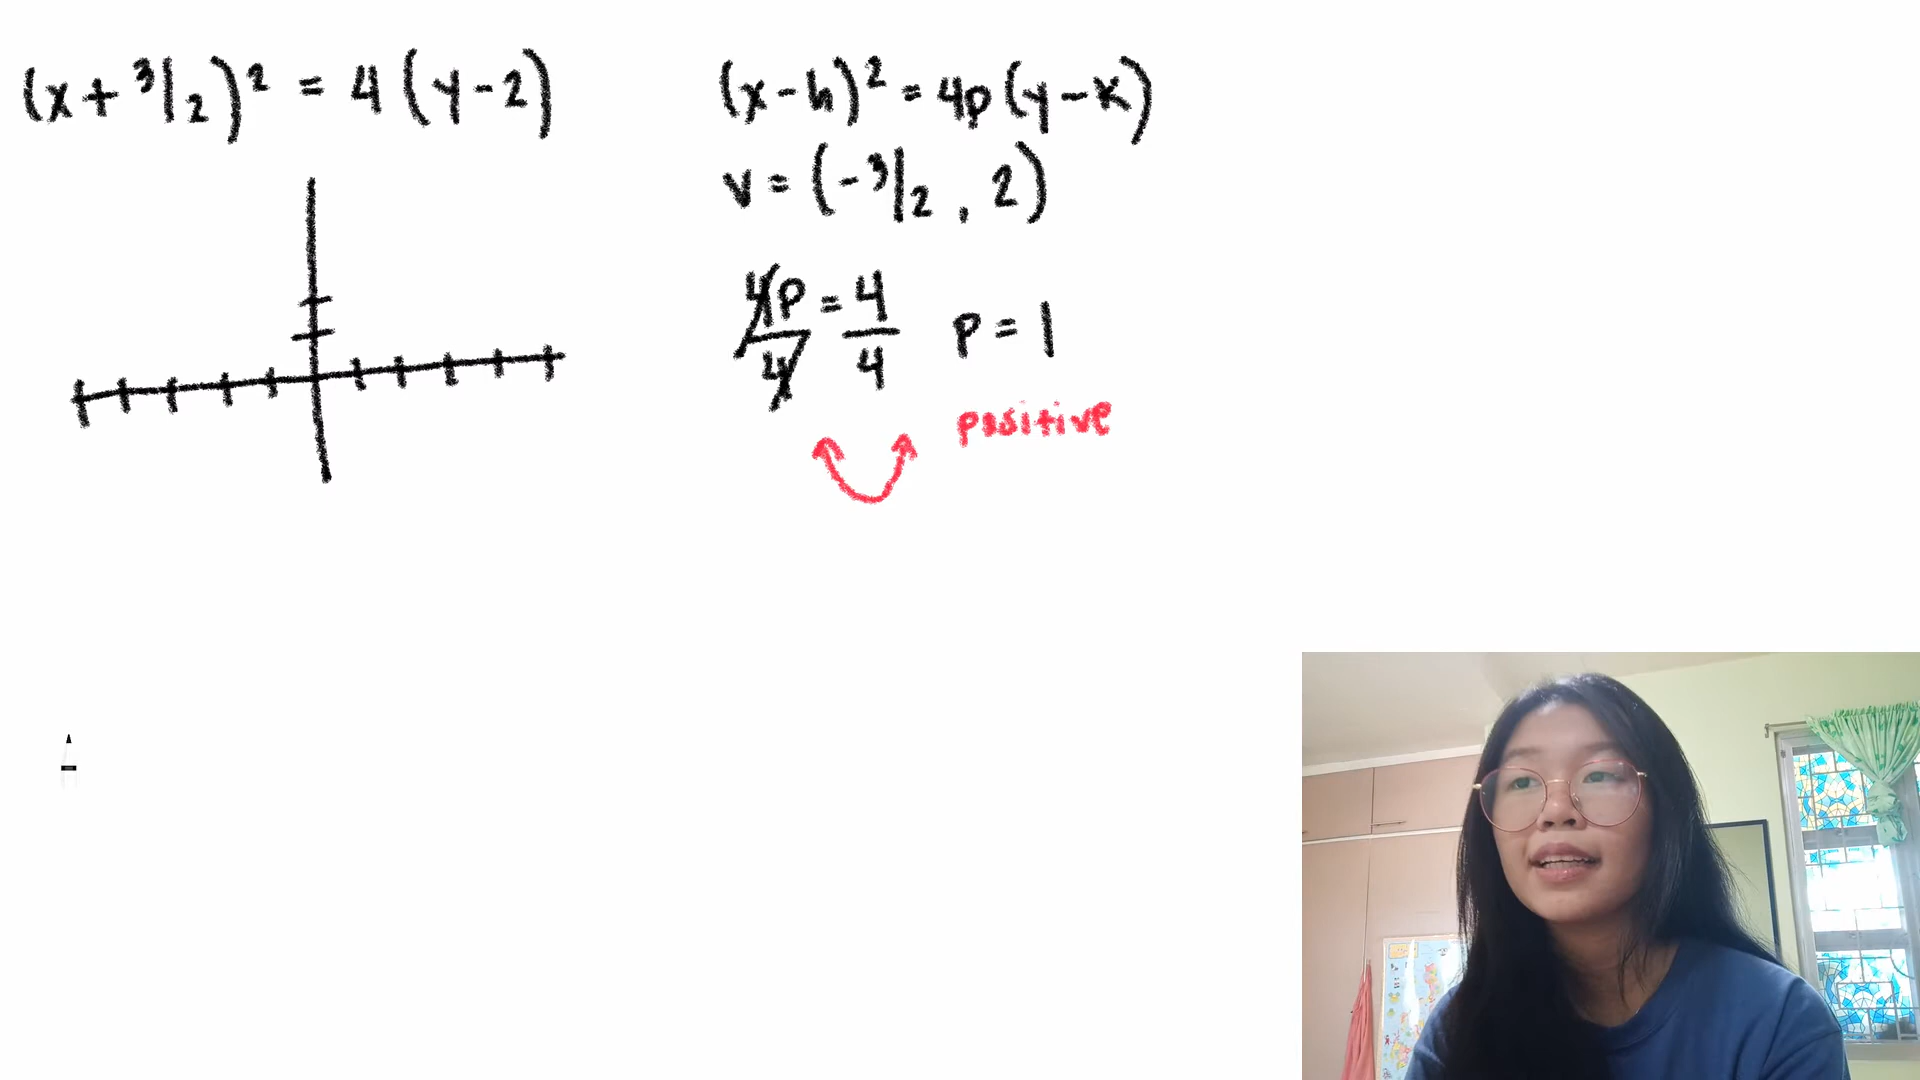 (x + 3/2)² = 4 (y - 2)
(x - h)² = 4p (y - k)
v = (-3/2 , 2)
4p/4 = 4/4 p = 1
positive